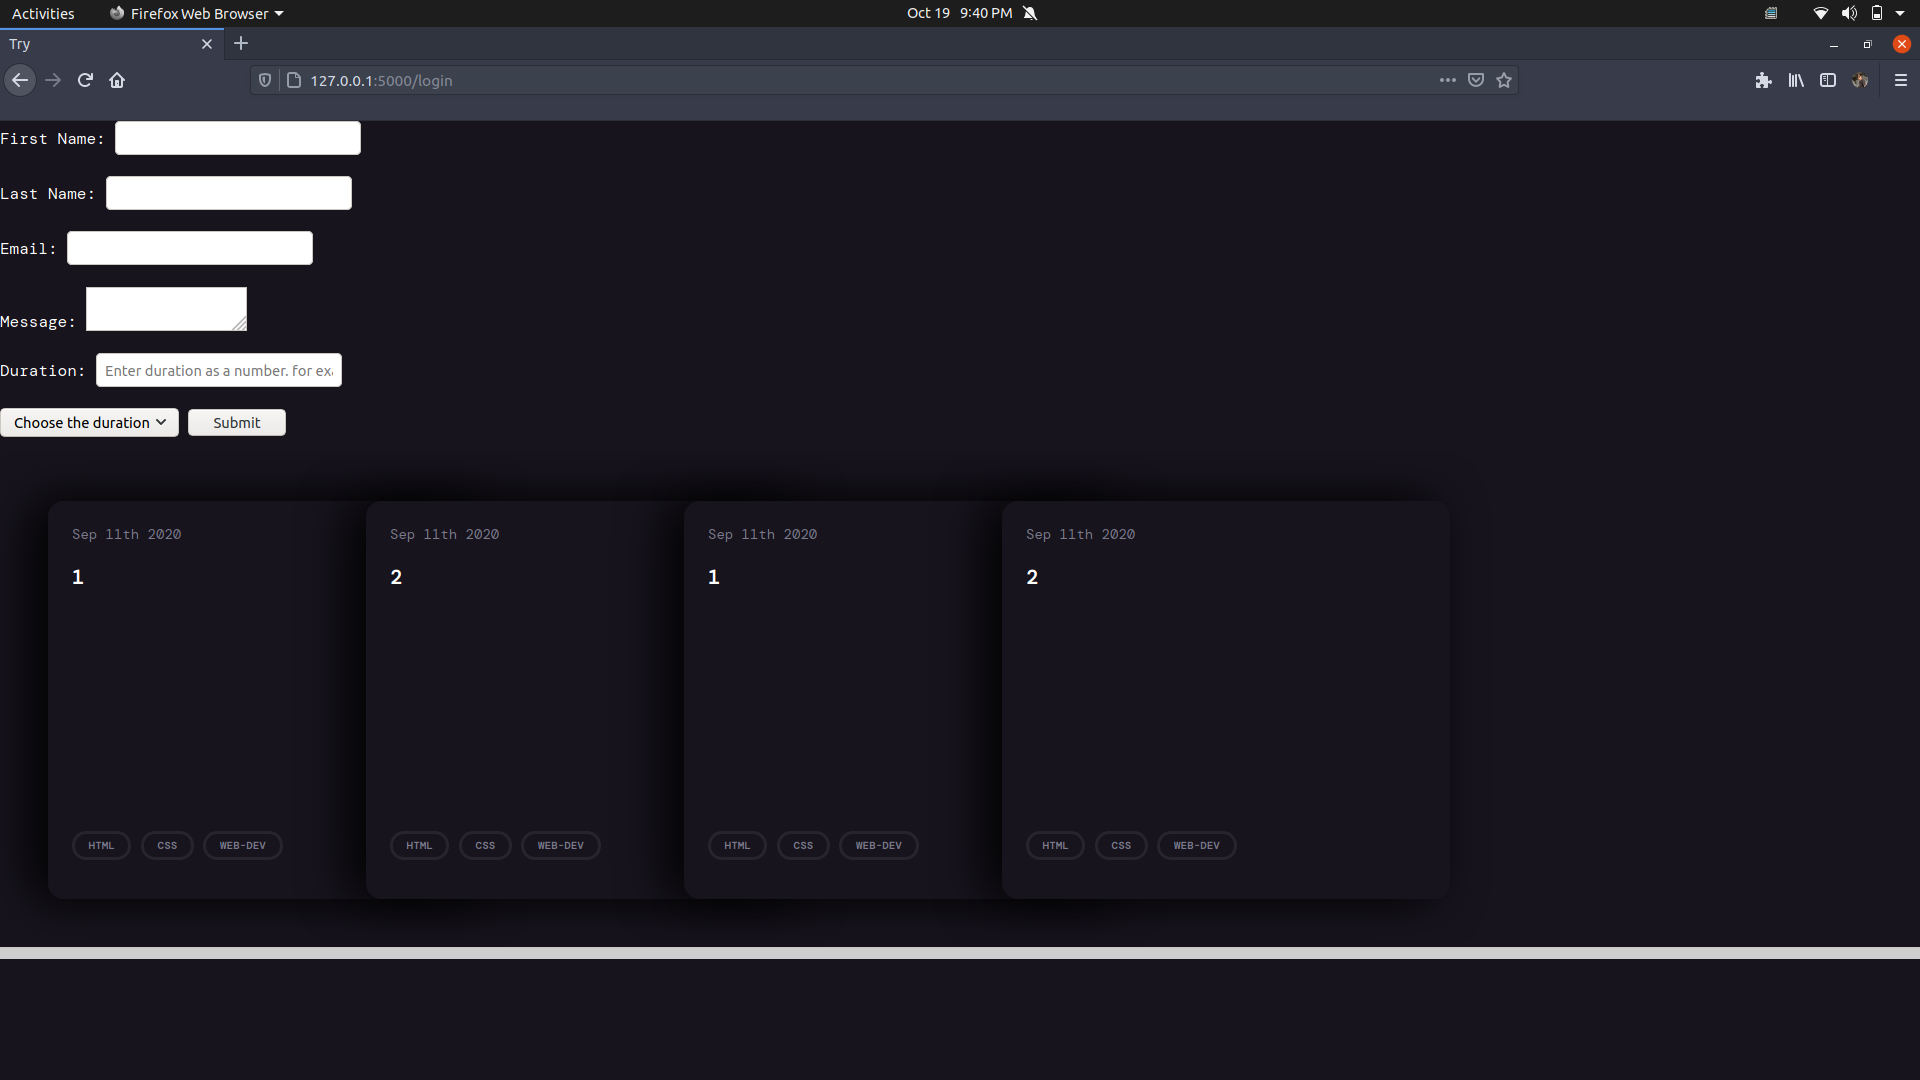 Activities Firefox Web Browser Oct 19 9:40 PM
Try
127.0.0.1:5000/login
First Name:
Last Name:
Email:
Message:
Duration: Enter duration as a number. for exa
Choose the duration Submit
Sep 11th 2020 Sep 11th 2020 Sep 11th 2020 Sep 11th 2020
1 2 1 2
HTML CSS WEB-DEV HTML CSS WEB-DEV HTML CSS WEB-DEV HTML CSS WEB-DEV